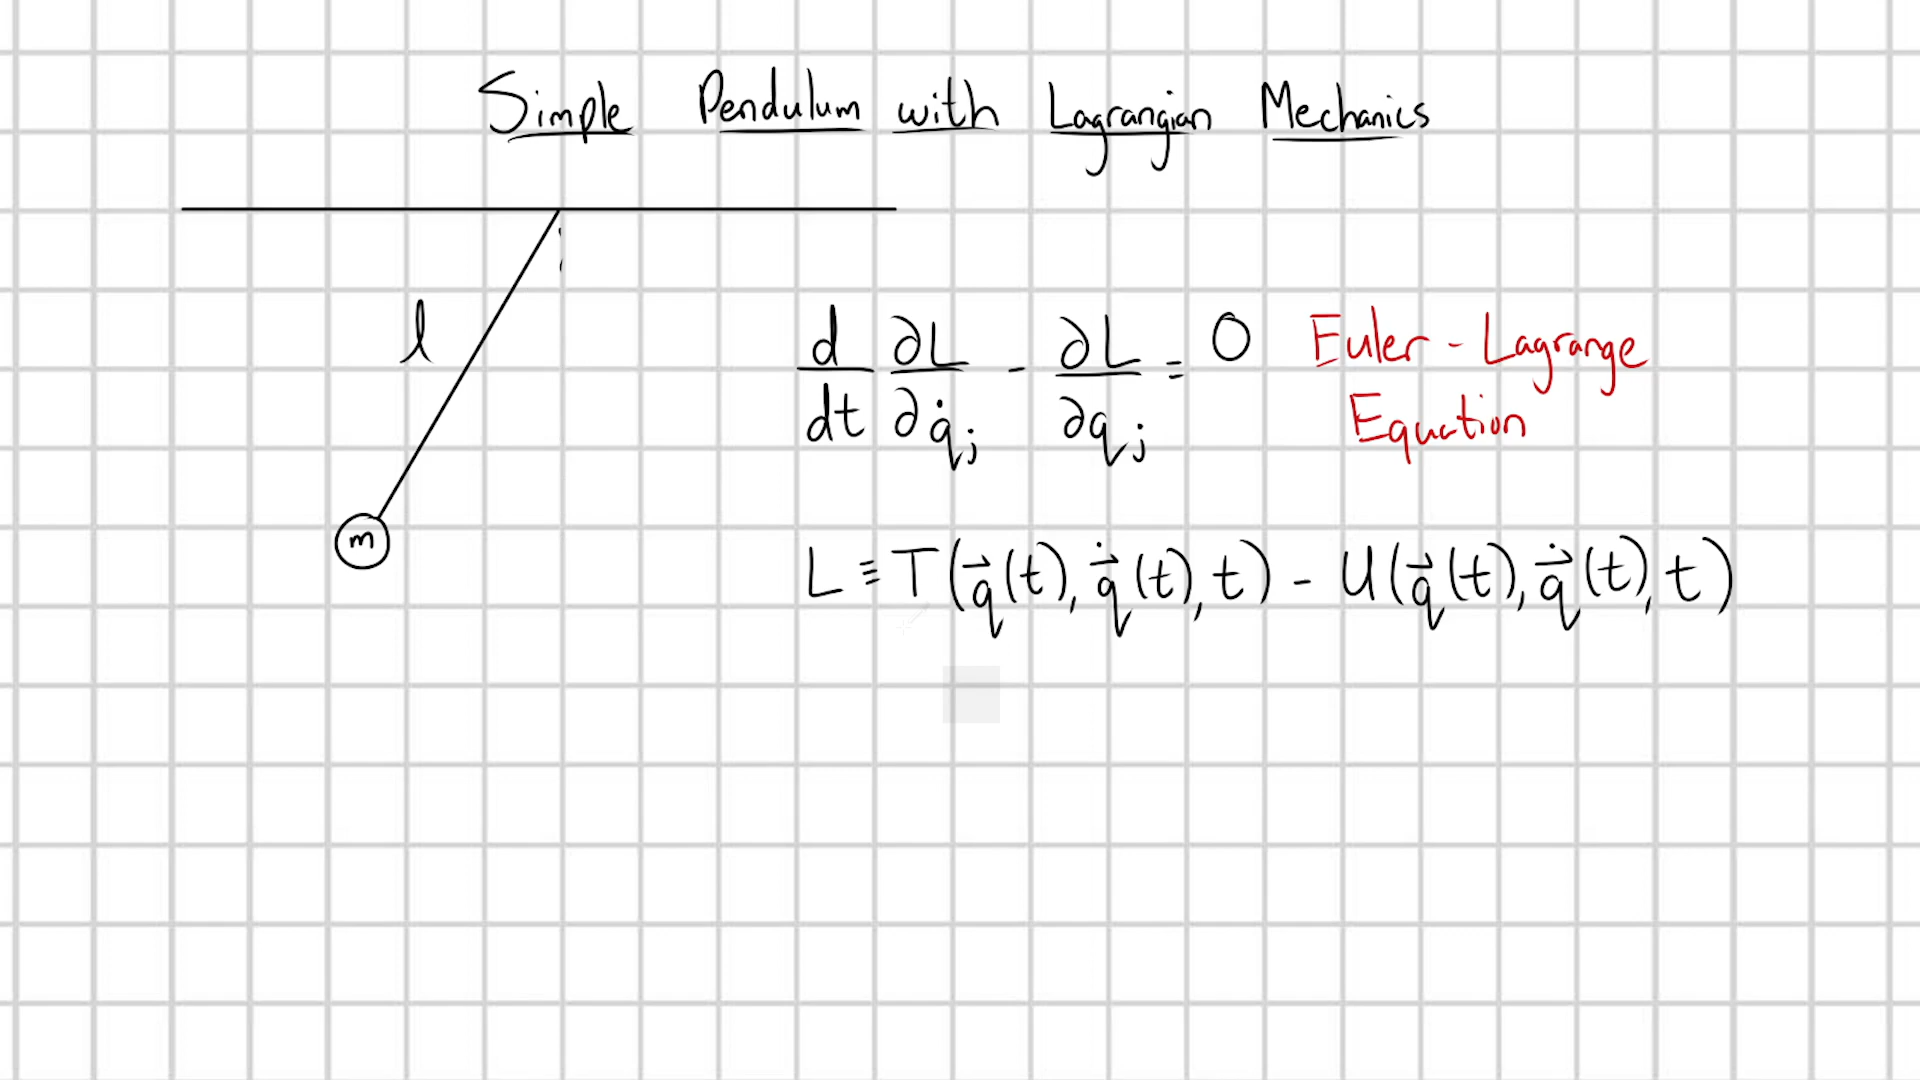 Simple Pendulum with Lagrangian Mechanics
l
m
d/dt ∂L/∂q̇j - ∂L/∂qj = 0
Euler - Lagrange
Equation
L ≡ T(q⃗(t), q⃗̇(t), t) - U(q⃗(t), q⃗̇(t), t)